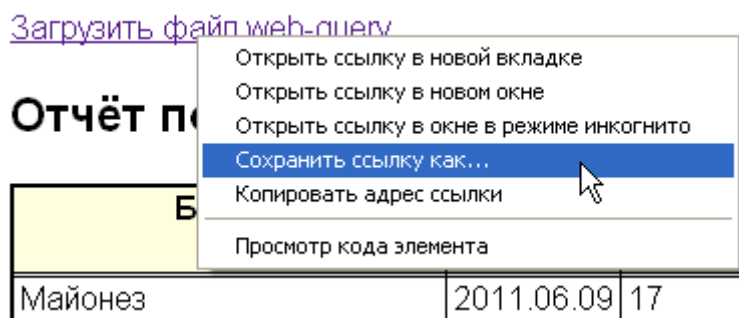 Загрузить файл web-query
Открыть ссылку в новой вкладке
Открыть ссылку в новом окне
Отчёт
Открыть ссылку в окне в режиме инкогнито
Сохранить ссылку как...
Копировать адрес ссылки
Просмотр кода элемента
Майонез 2011.06.09 17